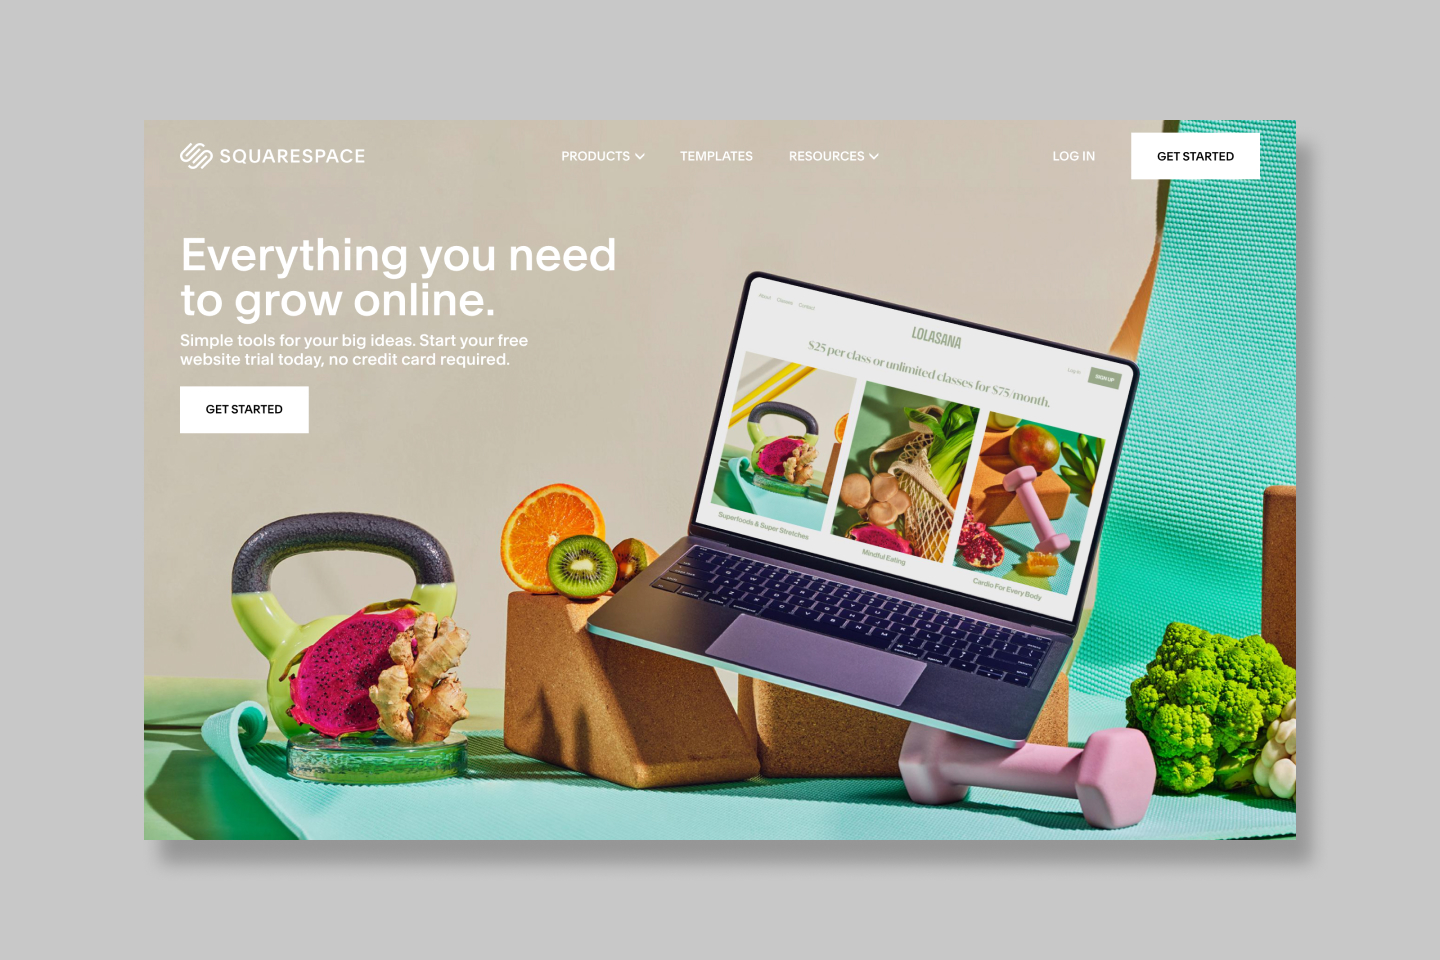 SQUARESPACE
PRODUCTS
TEMPLATES
RESOURCES
LOG IN
GET STARTED
Everything you need
to grow online.
Simple tools for your big ideas. Start your free
website trial today, no credit card required.
GET STARTED
About Classes Contact
LOLASANA
Log in
SIGN UP
$25 per class or unlimited classes for $75/month.
Superfoods & Super Stretches
Mindful Eating
Cardio For Every Body